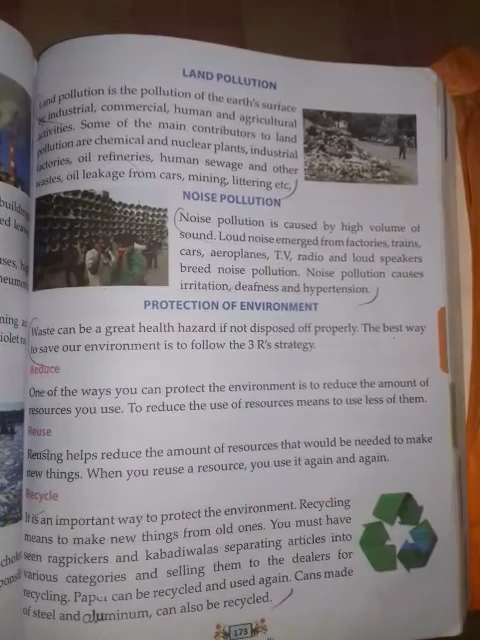 LAND POLLUTION
Land pollution is the pollution of the earth's surface
by industrial, commercial, human and agricultural
activities. Some of the main contributors to land
pollution are chemical and nuclear plants, industrial
factories, oil refineries, human sewage and other
wastes, oil leakage from cars, mining, littering etc,
NOISE POLLUTION
Noise pollution is caused by high volume of
sound. Loud noise emerged from factories, trains,
cars, aeroplanes, T.V, radio and loud speakers
breed noise pollution. Noise pollution causes
irritation, deafness and hypertension.
PROTECTION OF ENVIRONMENT
Waste can be a great health hazard if not disposed off properly. The best way
to save our environment is to follow the 3 R's strategy.
Reduce
One of the ways you can protect the environment is to reduce the amount of
resources you use. To reduce the use of resources means to use less of them.
Reuse
Reusing helps reduce the amount of resources that would be needed to make
new things. When you reuse a resource, you use it again and again.
Recycle
It is an important way to protect the environment. Recycling
means to make new things from old ones. You must have
seen ragpickers and kabadiwalas separating articles into
various categories and selling them to the dealers for
recycling. Paper can be recycled and used again. Cans made
of steel and aluminum, can also be recycled.
173